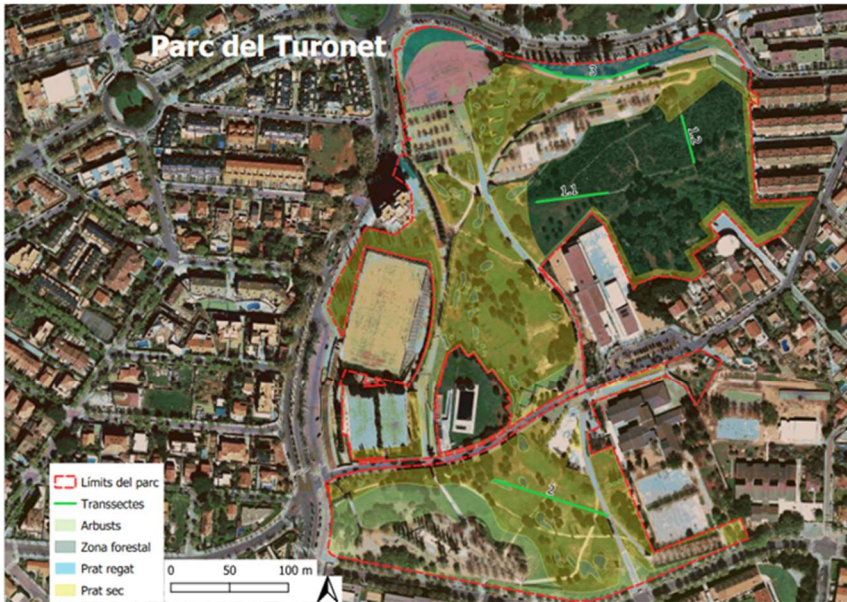 Parc del Turonet
3
1.2
1.1
2
Límits del parc
Transsectes
Arbusts
Zona forestal
Prat regat
Prat sec
0 50 100 m